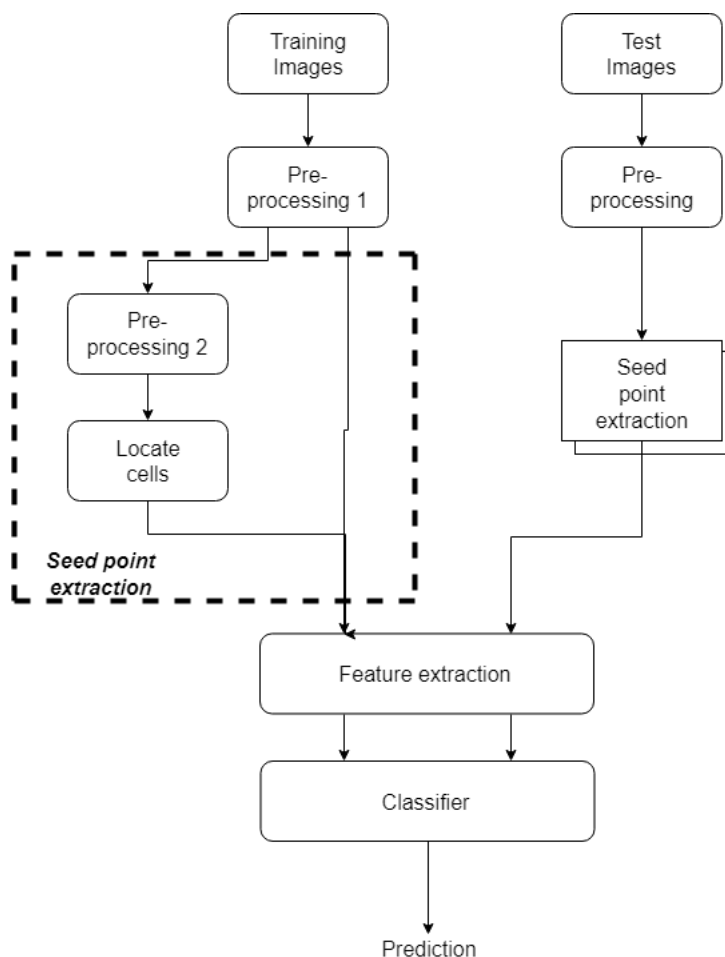 Training
Images
Test
Images
Pre-
processing 1
Pre-
processing
Pre-
processing 2
Seed
point
extraction
Locate
cells
Seed point
extraction
Feature extraction
Classifier
Prediction